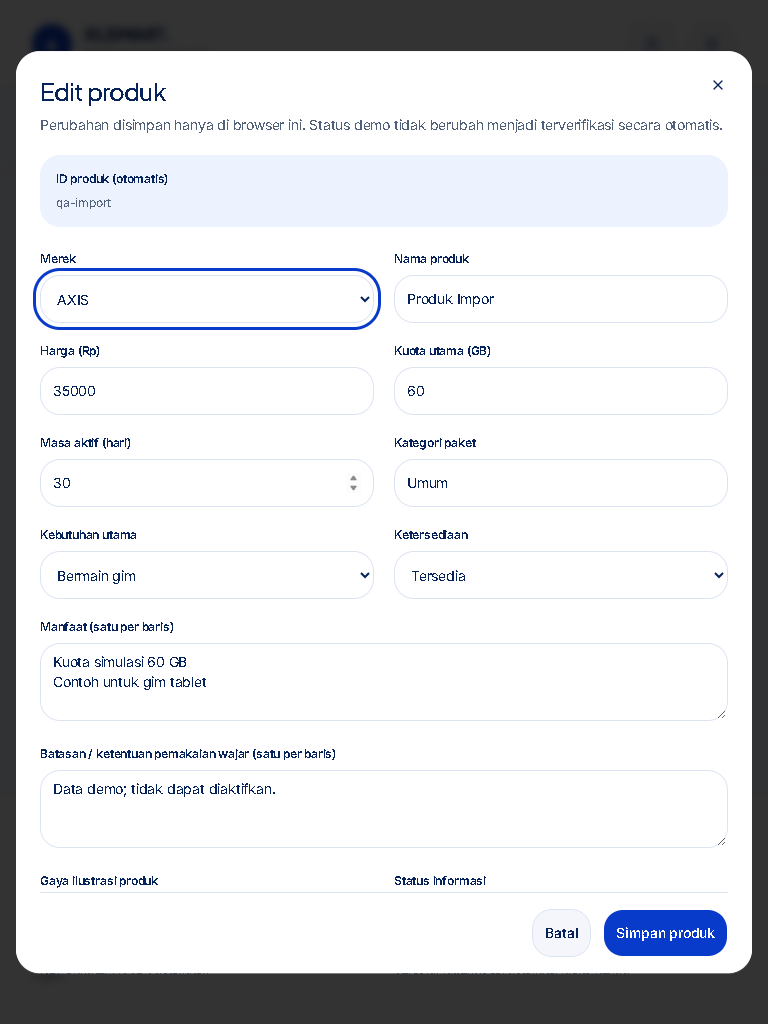 Edit produk
Perubahan disimpan hanya di browser ini. Status demo tidak berubah menjadi terverifikasi secara otomatis.
ID produk (otomatis)
qa-import
Merek
Nama produk
AXIS
Produk Impor
Harga (Rp)
Kuota utama (GB)
35000
60
Masa aktif (hari)
Kategori paket
30
Umum
Kebutuhan utama
Ketersediaan
Bermain gim
Tersedia
Manfaat (satu per baris)
Kuota simulasi 60 GB
Contoh untuk gim tablet
Batasan / ketentuan pemakaian wajar (satu per baris)
Data demo; tidak dapat diaktifkan.
Gaya ilustrasi produk
Status informasi
Batal
Simpan produk